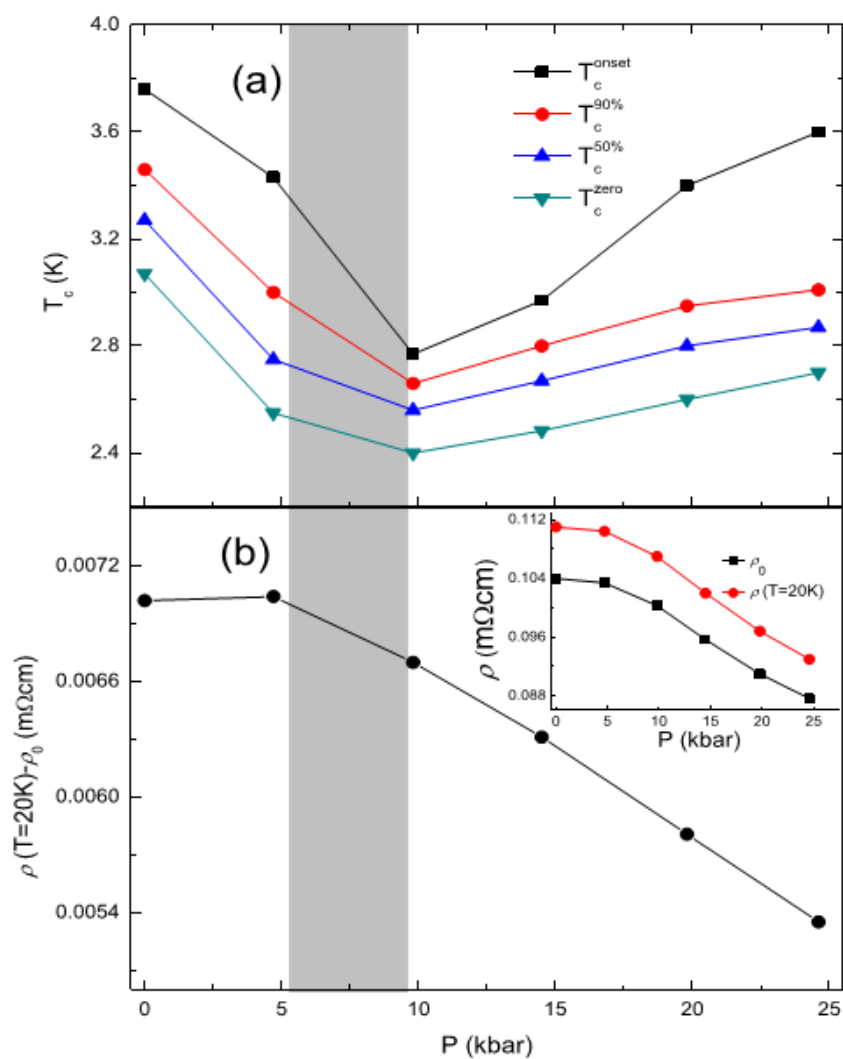 4.0
3.6
3.2
2.8
2.4
T_c (K)
(a)
T_c^onset
T_c^90%
T_c^50%
T_c^zero
0.0072
0.0066
0.0060
0.0054
ρ (T=20K)-ρ_0 (mΩcm)
(b)
0.112
0.104
0.096
0.088
ρ (mΩcm)
ρ_0
ρ (T=20K)
0 5 10 15 20 25
P (kbar)
0 5 10 15 20 25
P (kbar)